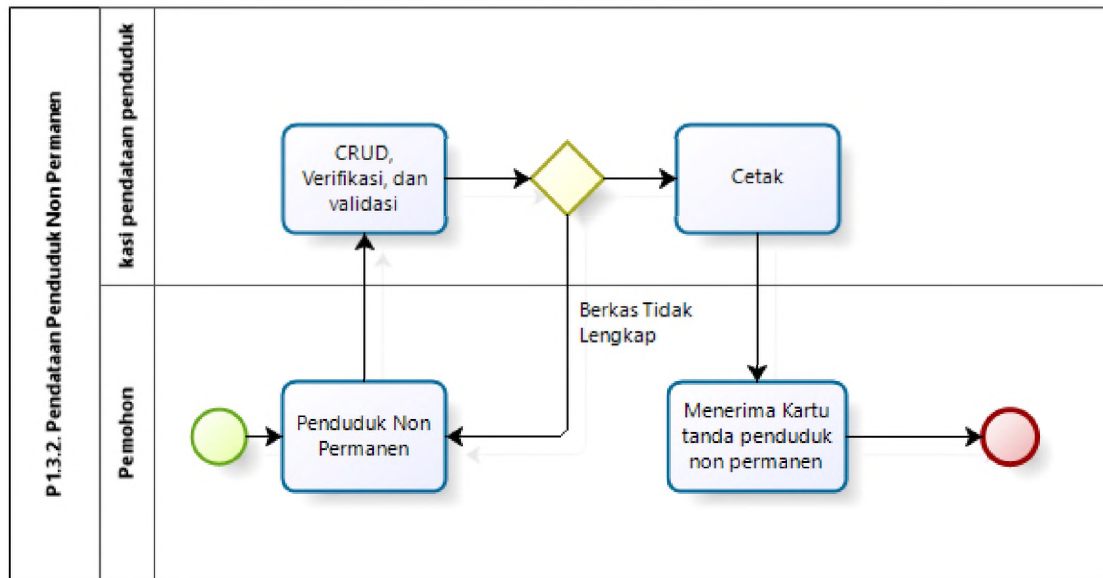 P1.3.2. Pendataan Penduduk Non Permanen
kasi pendataan penduduk
CRUD,
Verifikasi, dan
validasi
Cetak
Pemohon
Berkas Tidak
Lengkap
Penduduk Non
Permanen
Menerima Kartu
tanda penduduk
non permanen